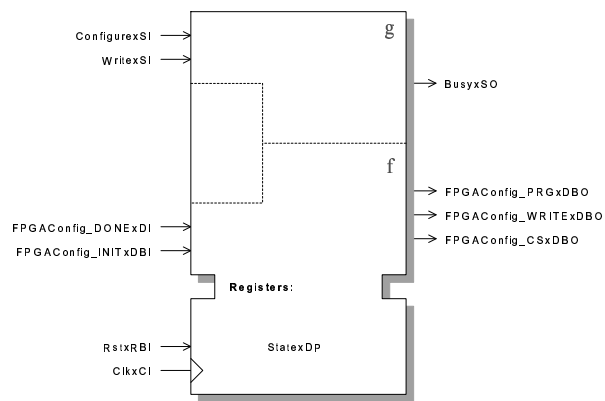 g
ConfigurexSI
WritexSI
BusyxSO
f
FPGAConfig_PRGxDBO
FPGAConfig_WRITExDBO
FPGAConfig_DONExDI
FPGAConfig_CSxDBO
FPGAConfig_INITxDBI
Registers:
RstxRBI
StatexDP
ClkxCI